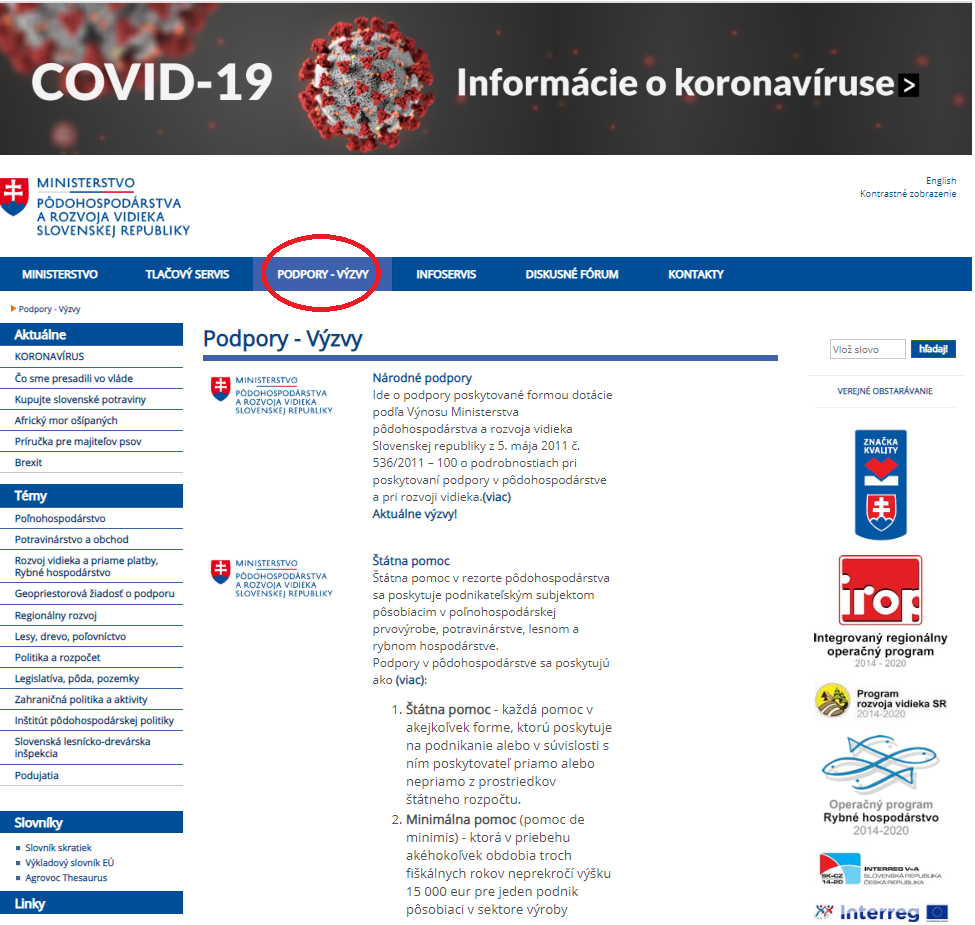 COVID-19
Informácie o koronavíruse >
MINISTERSTVO
PÔDOHOSPODÁRSTVA
A ROZVOJA VIDIEKA
SLOVENSKEJ REPUBLIKY
English
Kontrastné zobrazenie
MINISTERSTVO TLAČOVÝ SERVIS PODPORY - VÝZVY INFOSERVIS DISKUSNÉ FÓRUM KONTAKTY
Podpory - Výzvy
Aktuálne
KORONAVÍRUS
Čo sme presadili vo vláde
Kupujte slovenské potraviny
Africký mor ošípaných
Príručka pre majiteľov psov
Brexit
Témy
Poľnohospodárstvo
Potravinárstvo a obchod
Rozvoj vidieka a priame platby,
Rybné hospodárstvo
Geopriestorová žiadosť o podporu
Regionálny rozvoj
Lesy, drevo, poľovníctvo
Politika a rozpočet
Legislatíva, pôda, pozemky
Zahraničná politika a aktivity
Inštitút pôdohospodárskej politiky
Slovenská lesnícko-drevárska
inšpekcia
Podujatia
Slovníky
Slovník skratiek
Výkladový slovník EÚ
Agrovoc Thesaurus
Linky
Podpory - Výzvy
MINISTERSTVO
PÔDOHOSPODÁRSTVA
A ROZVOJA VIDIEKA
SLOVENSKEJ REPUBLIKY
Národné podpory
Ide o podpory poskytované formou dotácie
podľa Výnosu Ministerstva
pôdohospodárstva a rozvoja vidieka
Slovenskej republiky z 5. mája 2011 č.
536/2011 – 100 o podrobnostiach pri
poskytovaní podpory v pôdohospodárstve
a pri rozvoji vidieka.(viac)
Aktuálne výzvy!
MINISTERSTVO
PÔDOHOSPODÁRSTVA
A ROZVOJA VIDIEKA
SLOVENSKEJ REPUBLIKY
Štátna pomoc
Štátna pomoc v rezorte pôdohospodárstva
sa poskytuje podnikateľským subjektom
pôsobiacim v poľnohospodárskej
prvovýrobe, potravinárstve, lesnom a
rybnom hospodárstve.
Podpory v pôdohospodárstve sa poskytujú
ako (viac):
1. Štátna pomoc - každá pomoc v
akejkoľvek forme, ktorú poskytuje
na podnikanie alebo v súvislosti s
ním poskytovateľ priamo alebo
nepriamo z prostriedkov
štátneho rozpočtu.
2. Minimálna pomoc (pomoc de
minimis) - ktorá v priebehu
akéhokoľvek obdobia troch
fiškálnych rokov neprekročí výšku
15 000 eur pre jeden podnik
pôsobiaci v sektore výroby
Vlož slovo hľadaj!
VEREJNÉ OBSTARÁVANIE
ZNAČKA
KVALITY
irop
Integrovaný regionálny
operačný program
2014 - 2020
Program
rozvoja vidieka SR
2014-2020
Operačný program
Rybné hospodárstvo
2014-2020
SK-CZ
14-20
INTERREG V-A
SLOVENSKÁ REPUBLIKA
ČESKÁ REPUBLIKA
Interreg